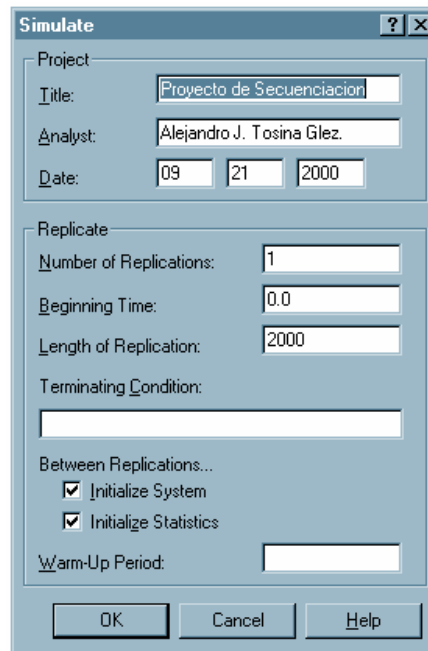 Simulate
Project
Title: Proyecto de Secuenciacion
Analyst: Alejandro J. Tosina Glez.
Date: 09 21 2000
Replicate
Number of Replications: 1
Beginning Time: 0.0
Length of Replication: 2000
Terminating Condition:
Between Replications...
Initialize System
Initialize Statistics
Warm-Up Period:
OK Cancel Help